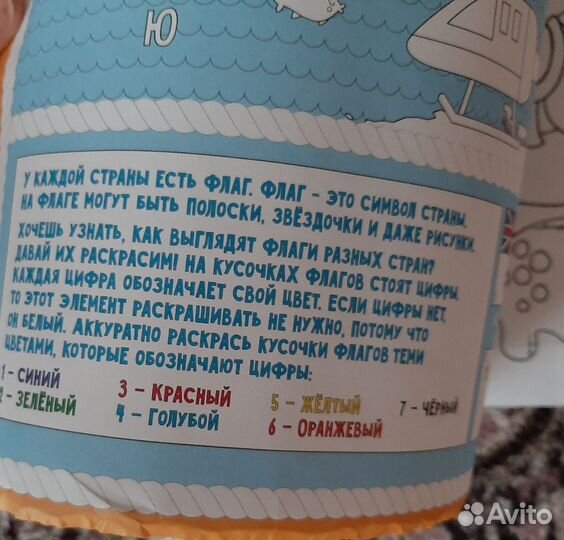 Ю
У КАЖДОЙ СТРАНЫ ЕСТЬ ФЛАГ. ФЛАГ – ЭТО СИМВОЛ СТРАНЫ.
НА ФЛАГЕ МОГУТ БЫТЬ ПОЛОСКИ, ЗВЁЗДОЧКИ И ДАЖЕ РИСУНКИ.
ХОЧЕШЬ УЗНАТЬ, КАК ВЫГЛЯДЯТ ФЛАГИ РАЗНЫХ СТРАН?
ДАВАЙ ИХ РАСКРАСИМ! НА КУСОЧКАХ ФЛАГОВ СТОЯТ ЦИФРЫ.
КАЖДАЯ ЦИФРА ОБОЗНАЧАЕТ СВОЙ ЦВЕТ. ЕСЛИ ЦИФРЫ НЕТ,
ТО ЭТОТ ЭЛЕМЕНТ РАСКРАШИВАТЬ НЕ НУЖНО, ПОТОМУ ЧТО
ОН БЕЛЫЙ. АККУРАТНО РАСКРАСЬ КУСОЧКИ ФЛАГОВ ТЕМИ
ЦВЕТАМИ, КОТОРЫЕ ОБОЗНАЧАЮТ ЦИФРЫ:
1 – СИНИЙ 3 – КРАСНЫЙ 5 – ЖЁЛТЫЙ 7 – ЧЁРНЫЙ
2 – ЗЕЛЁНЫЙ 4 – ГОЛУБОЙ 6 – ОРАНЖЕВЫЙ
Avito